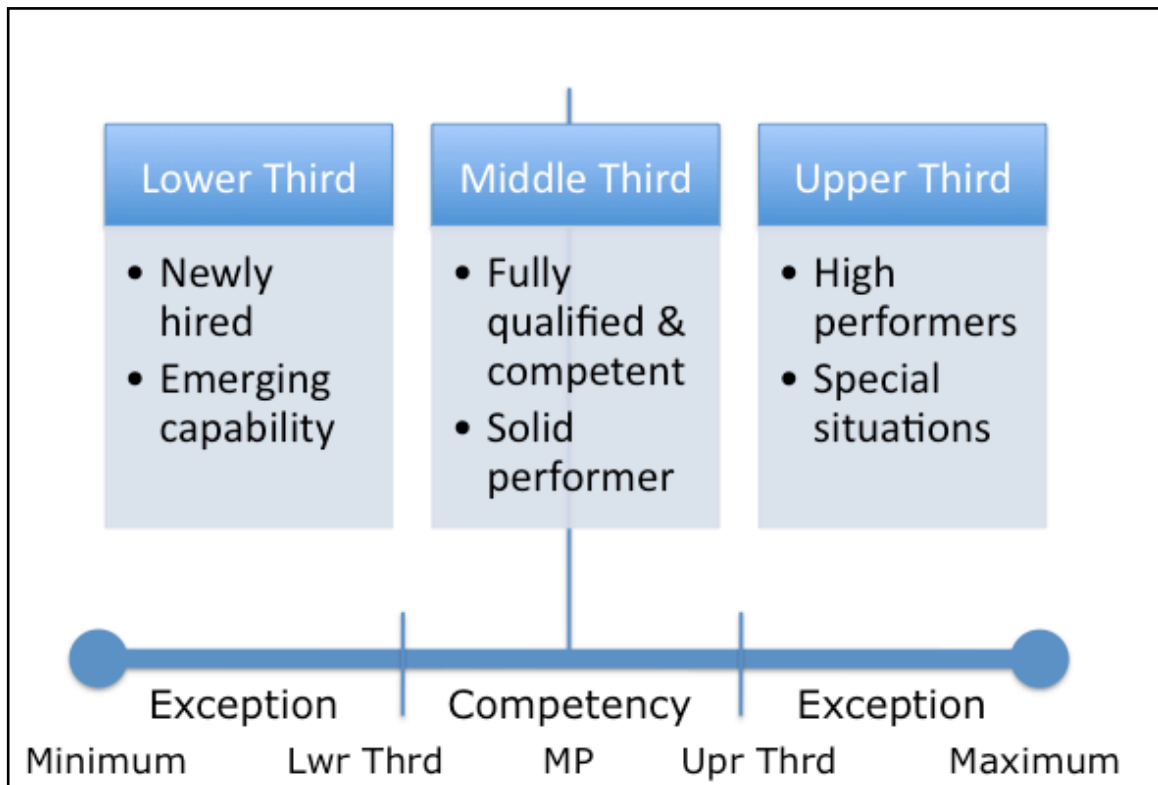 Lower Third
• Newly
hired
• Emerging
capability
Middle Third
• Fully
qualified &
competent
• Solid
performer
Upper Third
• High
performers
• Special
situations
Exception Competency Exception
Minimum Lwr Thrd MP Upr Thrd Maximum